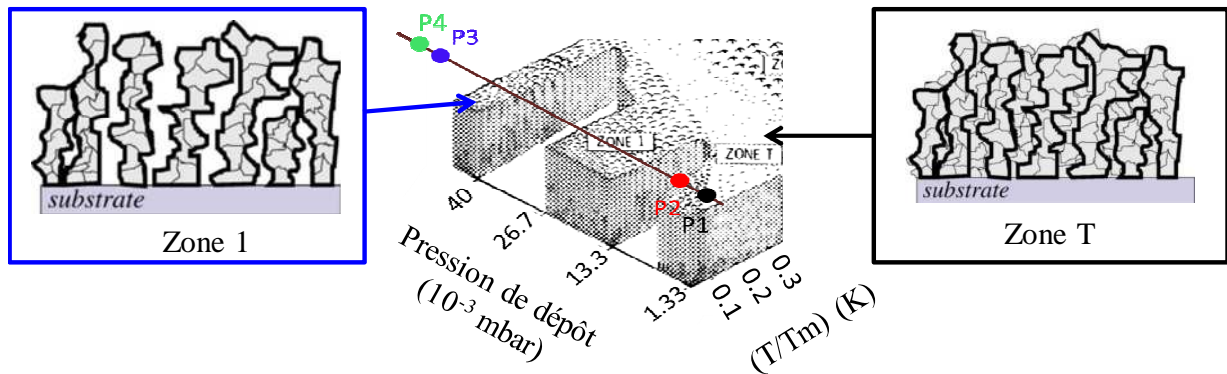 substrate
Zone 1
P4
P3
ZONE 1
ZONE T
P2
P1
40
26.7
13.3
1.33
0.1
0.2
0.3
Pression de dépôt
(10-3 mbar)
(T/Tm) (K)
substrate
Zone T